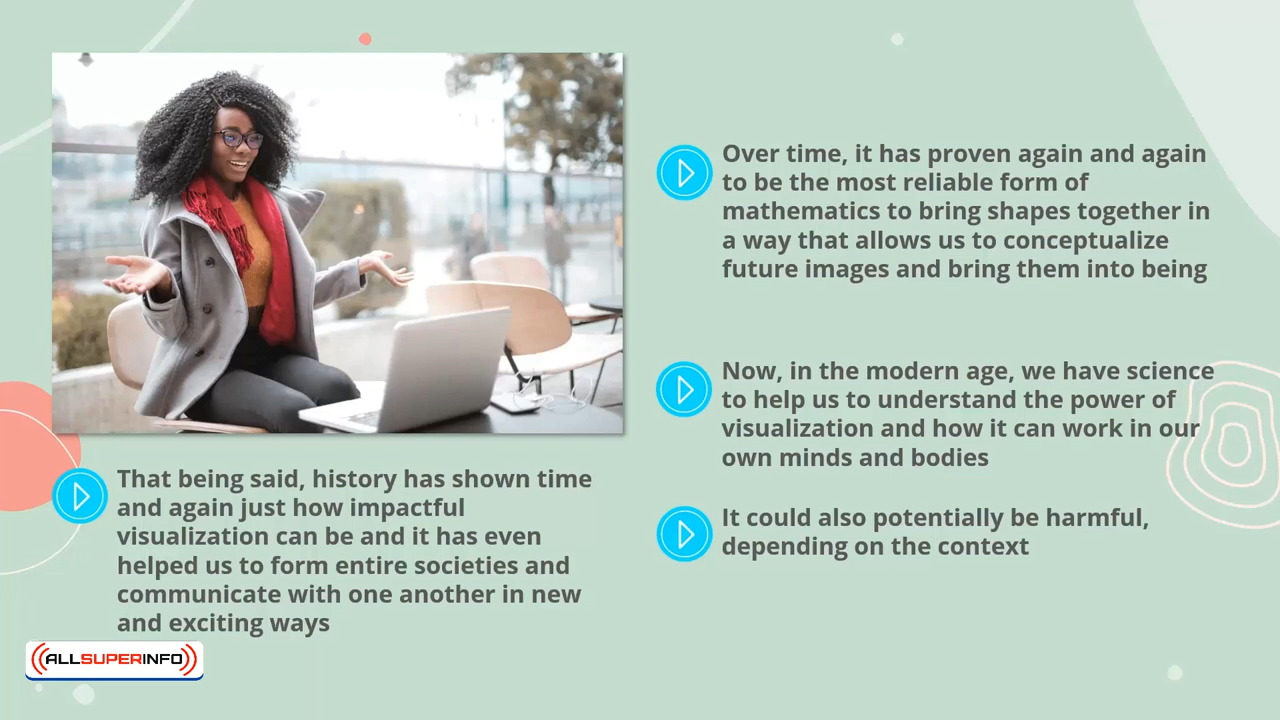 That being said, history has shown time
and again just how impactful
visualization can be and it has even
helped us to form entire societies and
communicate with one another in new
and exciting ways
Over time, it has proven again and again
to be the most reliable form of
mathematics to bring shapes together in
a way that allows us to conceptualize
future images and bring them into being
Now, in the modern age, we have science
to help us to understand the power of
visualization and how it can work in our
own minds and bodies
It could also potentially be harmful,
depending on the context
ALLSUPERINFO